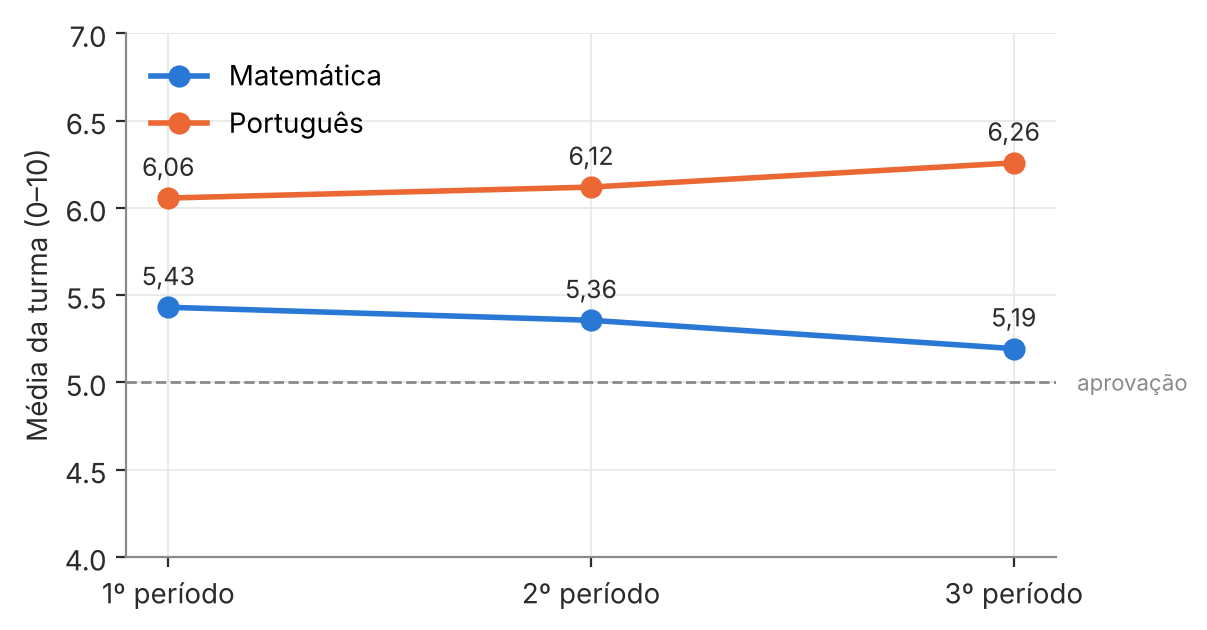 7.0
6.5
6.0
5.5
5.0
4.5
4.0
Média da turma (0–10)
Matemática
Português
6,06
6,12
6,26
5,43
5,36
5,19
aprovação
1º período
2º período
3º período